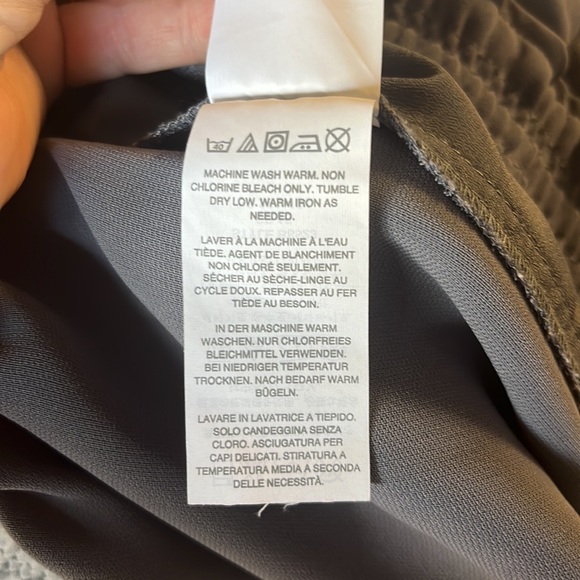 40
MACHINE WASH WARM. NON
CHLORINE BLEACH ONLY. TUMBLE
DRY LOW. WARM IRON AS
NEEDED.
LAVER À LA MACHINE À L'EAU
TIÈDE. AGENT DE BLANCHIMENT
NON CHLORÉ SEULEMENT.
SÉCHER AU SÈCHE-LINGE AU
CYCLE DOUX. REPASSER AU FER
TIÈDE AU BESOIN.
IN DER MASCHINE WARM
WASCHEN. NUR CHLORFREIES
BLEICHMITTEL VERWENDEN.
BEI NIEDRIGER TEMPERATUR
TROCKNEN. NACH BEDARF WARM
BÜGELN.
LAVARE IN LAVATRICE A TIEPIDO.
SOLO CANDEGGINA SENZA
CLORO. ASCIUGATURA PER
CAPI DELICATI. STIRATURA A
TEMPERATURA MEDIA A SECONDA
DELLE NECESSITÀ.